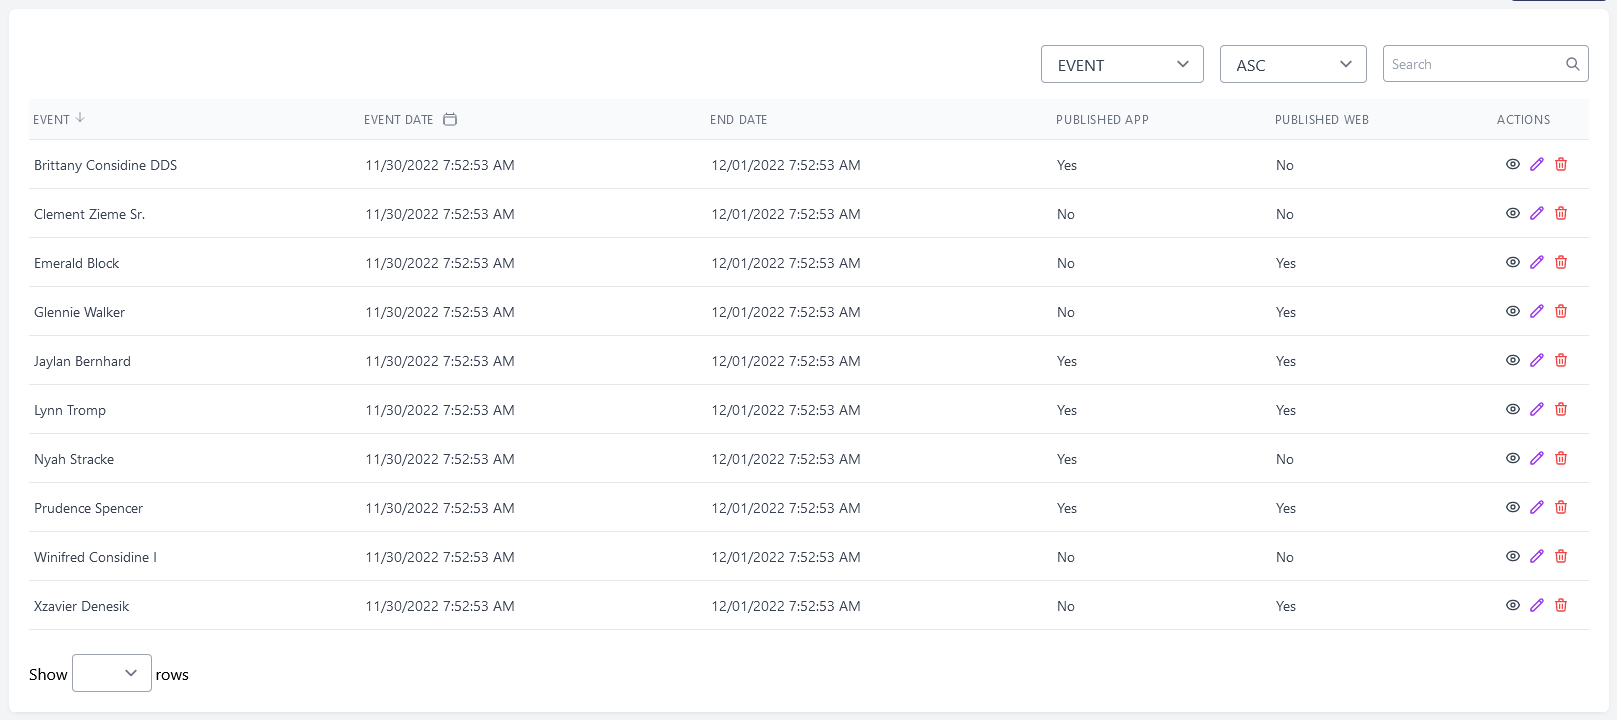 EVENT ASC Search
EVENT EVENT DATE END DATE PUBLISHED APP PUBLISHED WEB ACTIONS
Brittany Considine DDS 11/30/2022 7:52:53 AM 12/01/2022 7:52:53 AM Yes No
Clement Zieme Sr. 11/30/2022 7:52:53 AM 12/01/2022 7:52:53 AM No No
Emerald Block 11/30/2022 7:52:53 AM 12/01/2022 7:52:53 AM No Yes
Glennie Walker 11/30/2022 7:52:53 AM 12/01/2022 7:52:53 AM No Yes
Jaylan Bernhard 11/30/2022 7:52:53 AM 12/01/2022 7:52:53 AM Yes Yes
Lynn Tromp 11/30/2022 7:52:53 AM 12/01/2022 7:52:53 AM Yes Yes
Nyah Stracke 11/30/2022 7:52:53 AM 12/01/2022 7:52:53 AM Yes No
Prudence Spencer 11/30/2022 7:52:53 AM 12/01/2022 7:52:53 AM Yes Yes
Winifred Considine I 11/30/2022 7:52:53 AM 12/01/2022 7:52:53 AM No No
Xzavier Denesik 11/30/2022 7:52:53 AM 12/01/2022 7:52:53 AM No Yes
Show rows